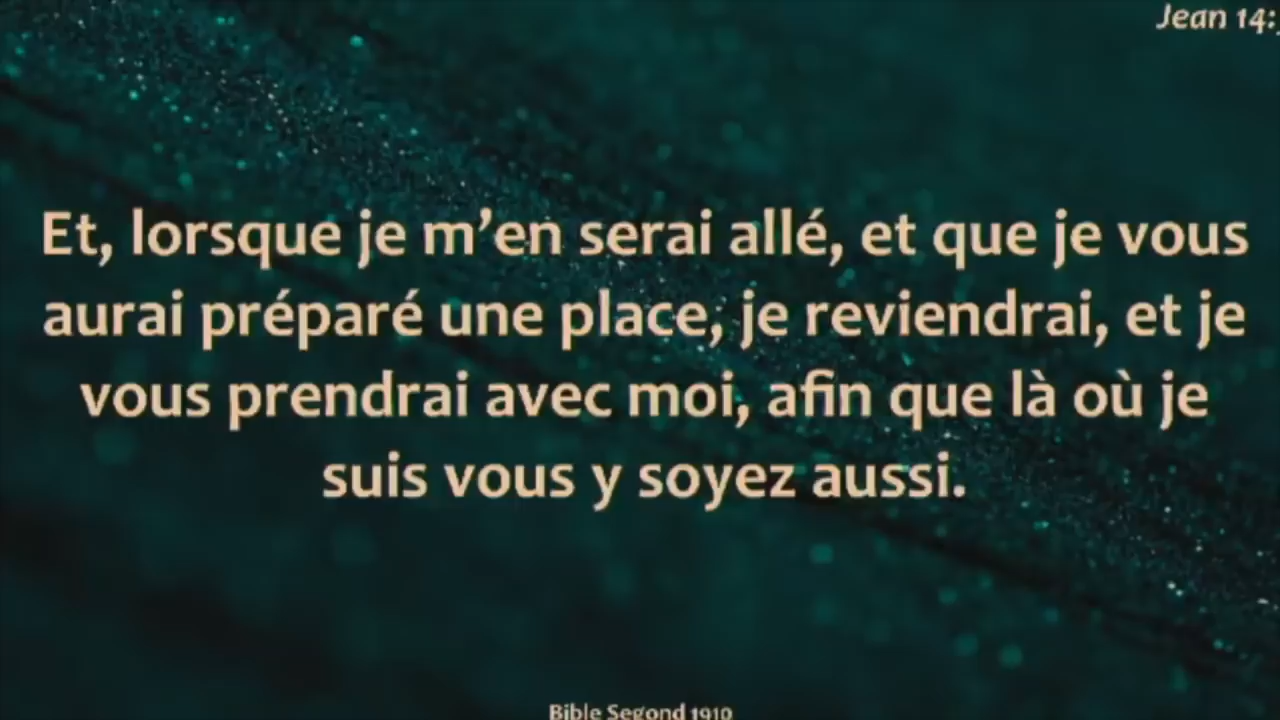 Jean 14:
Et, lorsque je m’en serai allé, et que je vous
aurai préparé une place, je reviendrai, et je
vous prendrai avec moi, afin que là où je
suis vous y soyez aussi.
Bible Segond 1910